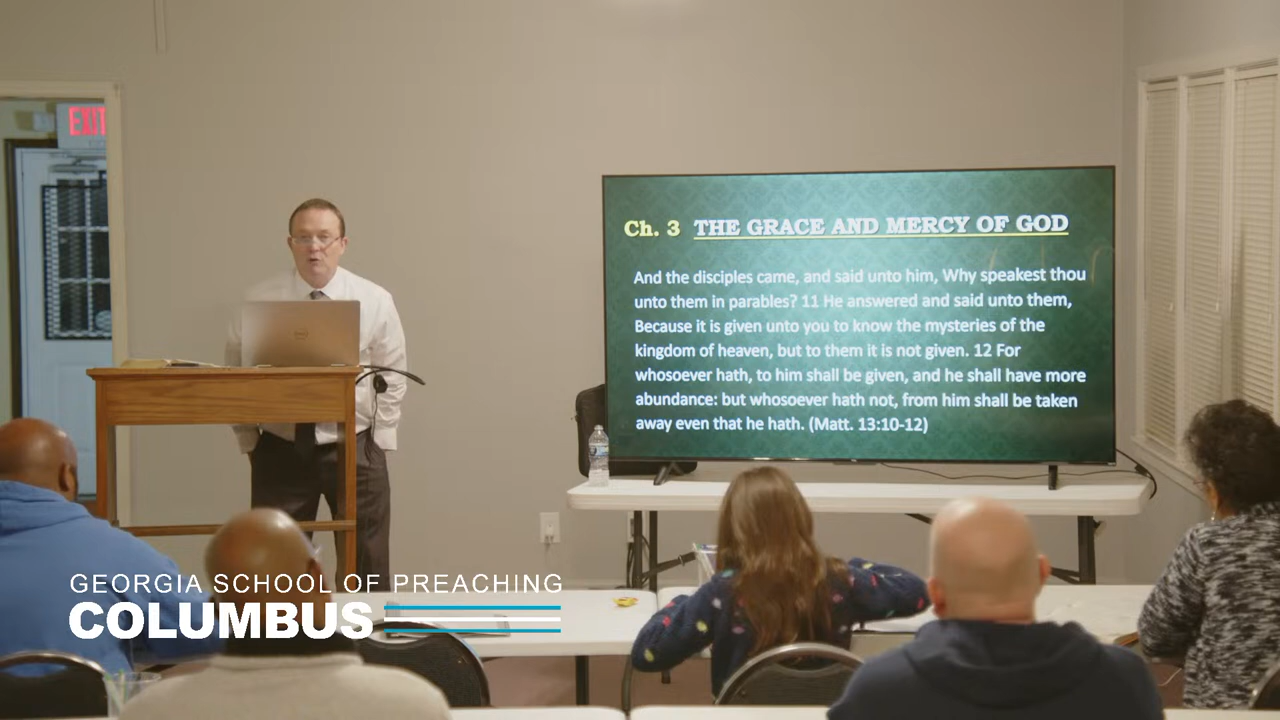 EXIT
Ch. 3 THE GRACE AND MERCY OF GOD
And the disciples came, and said unto him, Why speakest thou
unto them in parables? 11 He answered and said unto them,
Because it is given unto you to know the mysteries of the
kingdom of heaven, but to them it is not given. 12 For
whosoever hath, to him shall be given, and he shall have more
abundance: but whosoever hath not, from him shall be taken
away even that he hath. (Matt. 13:10-12)
GEORGIA SCHOOL OF PREACHING
COLUMBUS